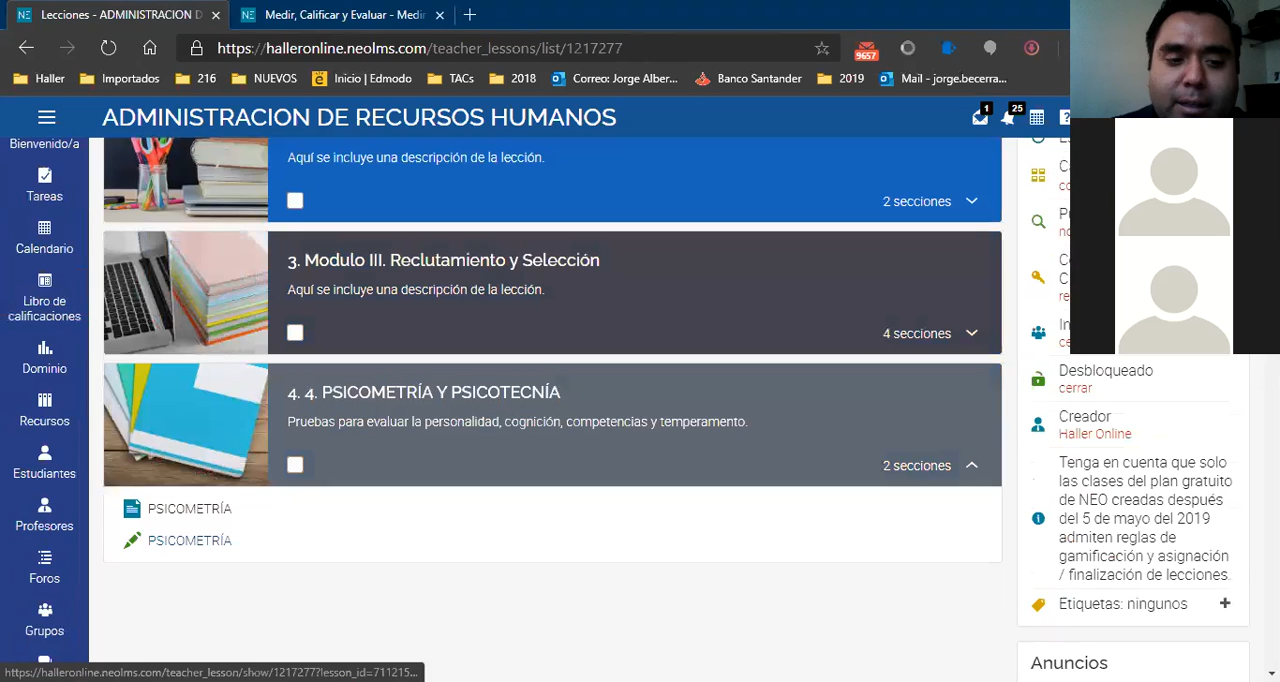 Lecciones - ADMINISTRACION D
Medir, Calificar y Evaluar - Medir
https://halleronline.neolms.com/teacher_lessons/list/1217277
9657
Haller
Importados
216
NUEVOS
Inicio | Edmodo
TACs
2018
Correo: Jorge Alber...
Banco Santander
2019
Mail - jorge.becerra...
ADMINISTRACION DE RECURSOS HUMANOS
1
25
?
Bienvenido/a
Tareas
Calendario
Libro de
calificaciones
Dominio
Recursos
Estudiantes
Profesores
Foros
Grupos
Aquí se incluye una descripción de la lección.
2 secciones
3. Modulo III. Reclutamiento y Selección
Aquí se incluye una descripción de la lección.
4 secciones
4. 4. PSICOMETRÍA Y PSICOTECNÍA
Pruebas para evaluar la personalidad, cognición, competencias y temperamento.
2 secciones
PSICOMETRÍA
PSICOMETRÍA
Desbloqueado
cerrar
Creador
Haller Online
Tenga en cuenta que solo
las clases del plan gratuito
de NEO creadas después
del 5 de mayo del 2019
admiten reglas de
gamificación y asignación
/ finalización de lecciones.
Etiquetas: ningunos
Anuncios
https://halleronline.neolms.com/teacher_lesson/show/1217277?lesson_id=711215...